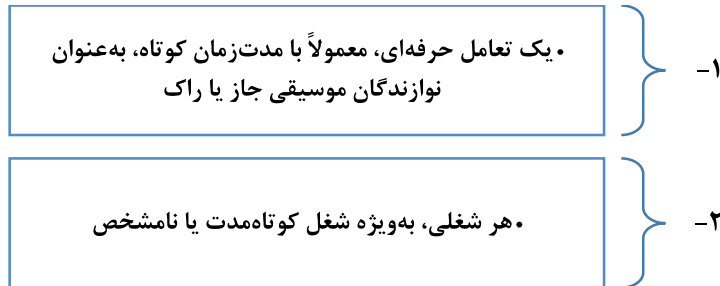 ۱-
• یک تعامل حرفه‌ای، معمولاً با مدت‌زمان کوتاه، به‌عنوان
نوازندگان موسیقی جاز یا راک
۲-
• هر شغلی، به‌ویژه شغل کوتاه‌مدت یا نامشخص